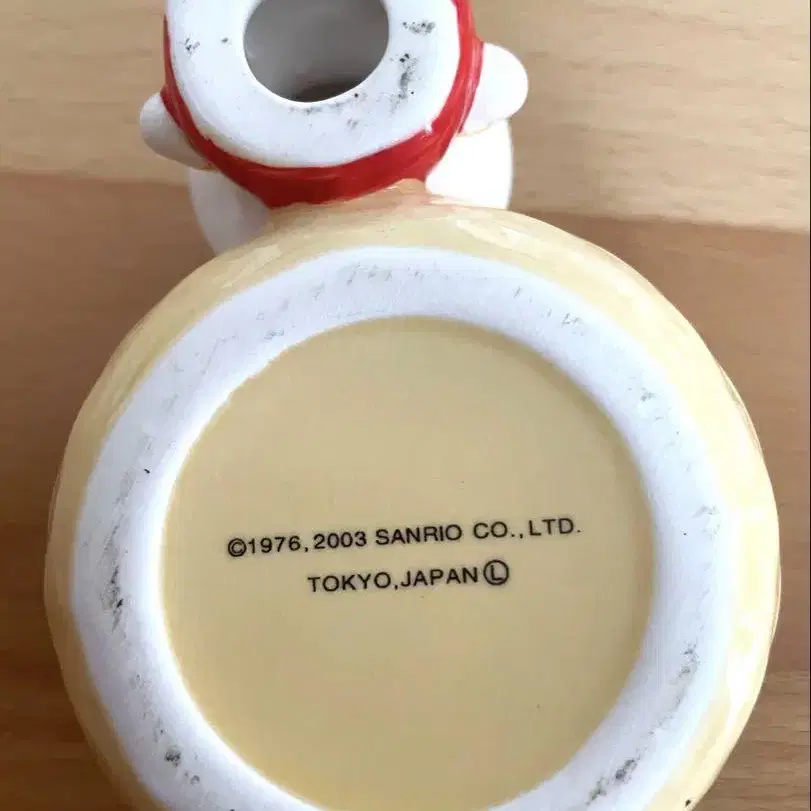 ©1976, 2003 SANRIO CO., LTD.
TOKYO, JAPAN Ⓛ